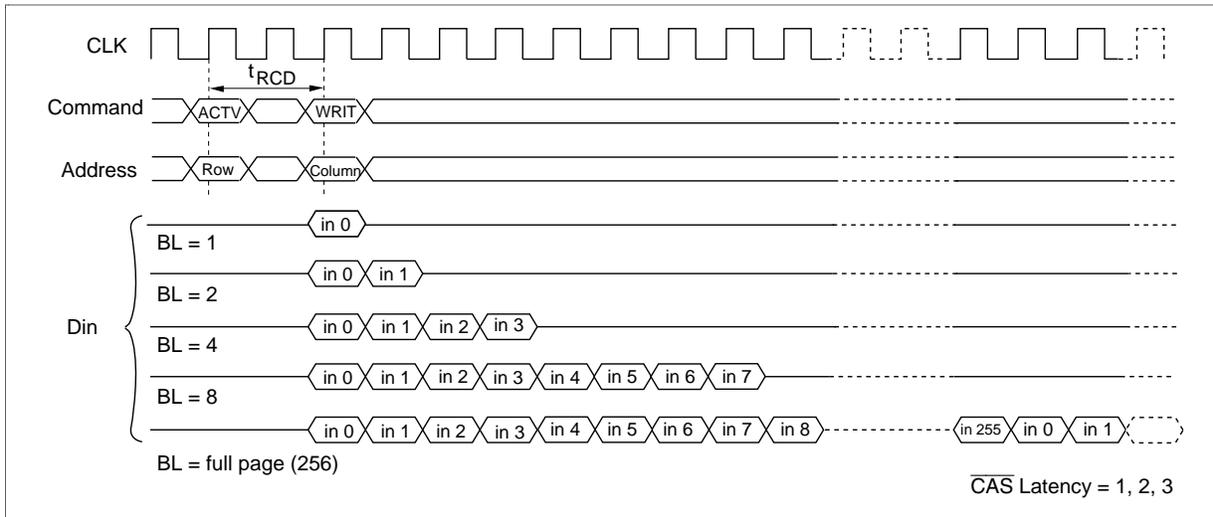 CLK
tRCD
Command ACTV WRIT
Address Row Column
in 0
BL = 1
in 0 in 1
BL = 2
Din
in 0 in 1 in 2 in 3
BL = 4
in 0 in 1 in 2 in 3 in 4 in 5 in 6 in 7
BL = 8
in 0 in 1 in 2 in 3 in 4 in 5 in 6 in 7 in 8 in 255 in 0 in 1
BL = full page (256)
C̅A̅S̅ Latency = 1, 2, 3